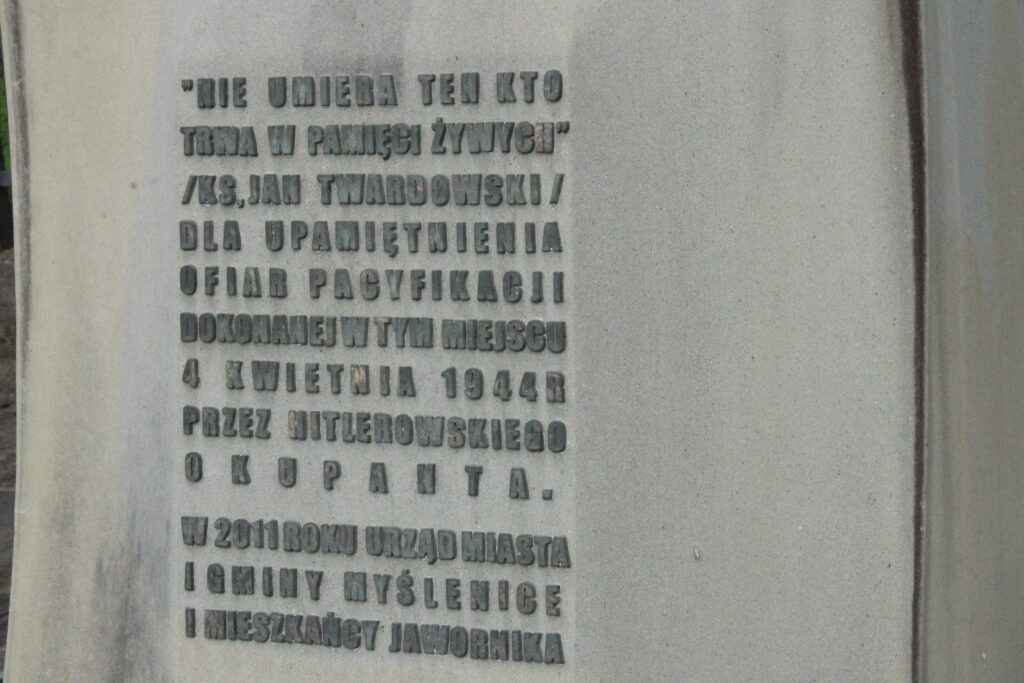 "NIE UMIERA TEN KTO
TRWA W PAMIĘCI ŻYWYCH"
/KS,JAN TWARDOWSKI/
DLA UPAMIĘTNIENIA
OFIAR PACYFIKACJI
DOKONANEJ W TYM MIEJSCU
4 KWIETNIA 1944R
PRZEZ HITLEROWSKIEGO
OKUPANTA.
W 2011 ROKU URZĄD MIASTA
I GMINY MYŚLENICE
I MIESZKAŃCY JAWORNIKA